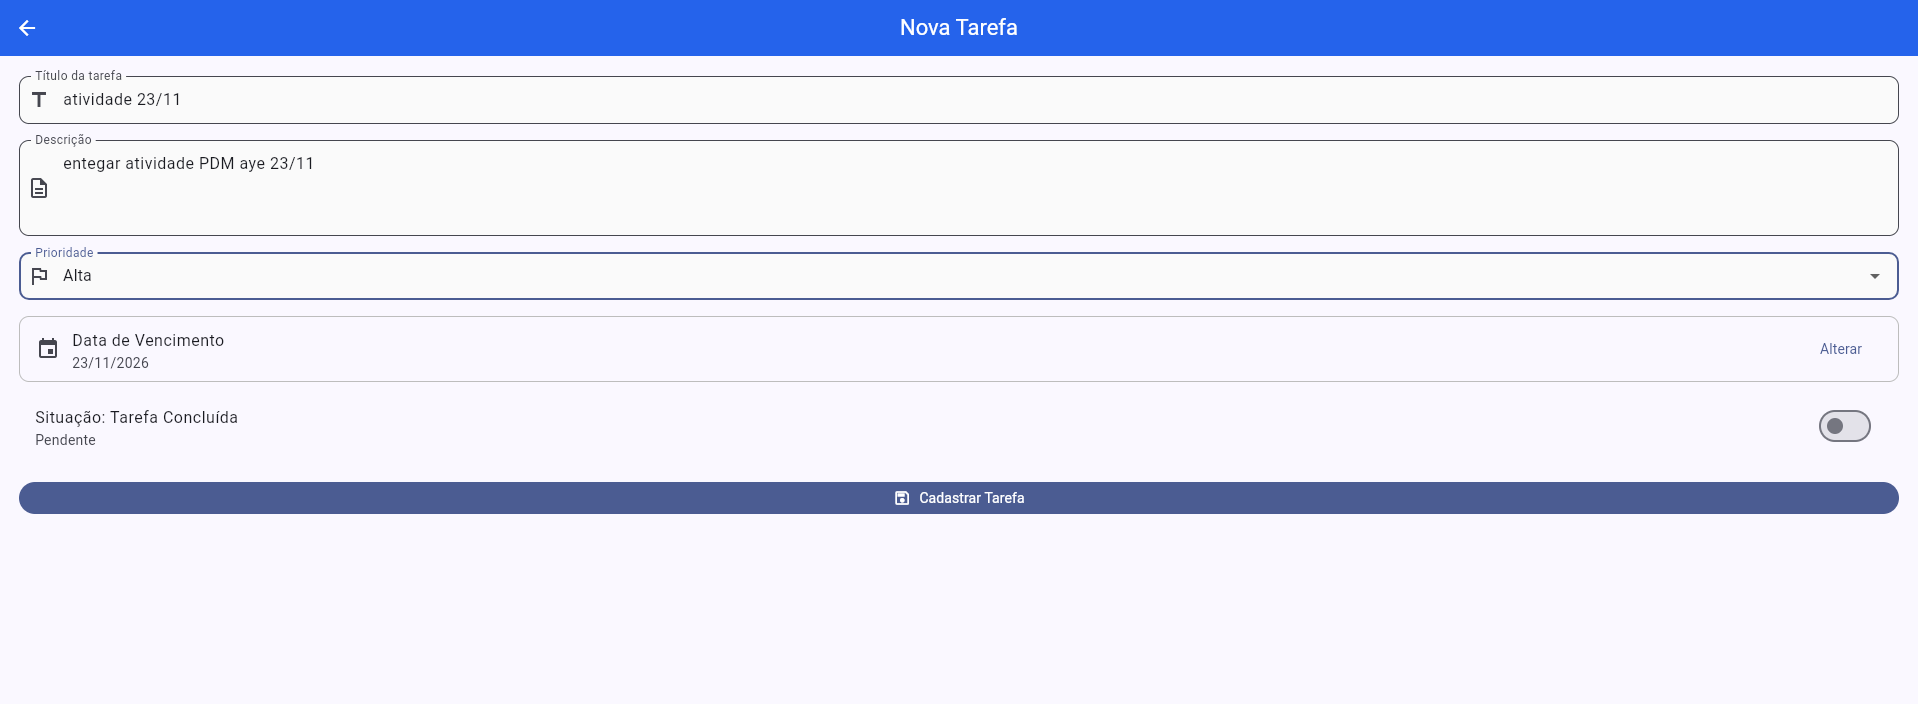 Nova Tarefa
Título da tarefa
atividade 23/11
Descrição
entegar atividade PDM aye 23/11
Prioridade
Alta
Data de Vencimento
23/11/2026
Alterar
Situação: Tarefa Concluída
Pendente
Cadastrar Tarefa